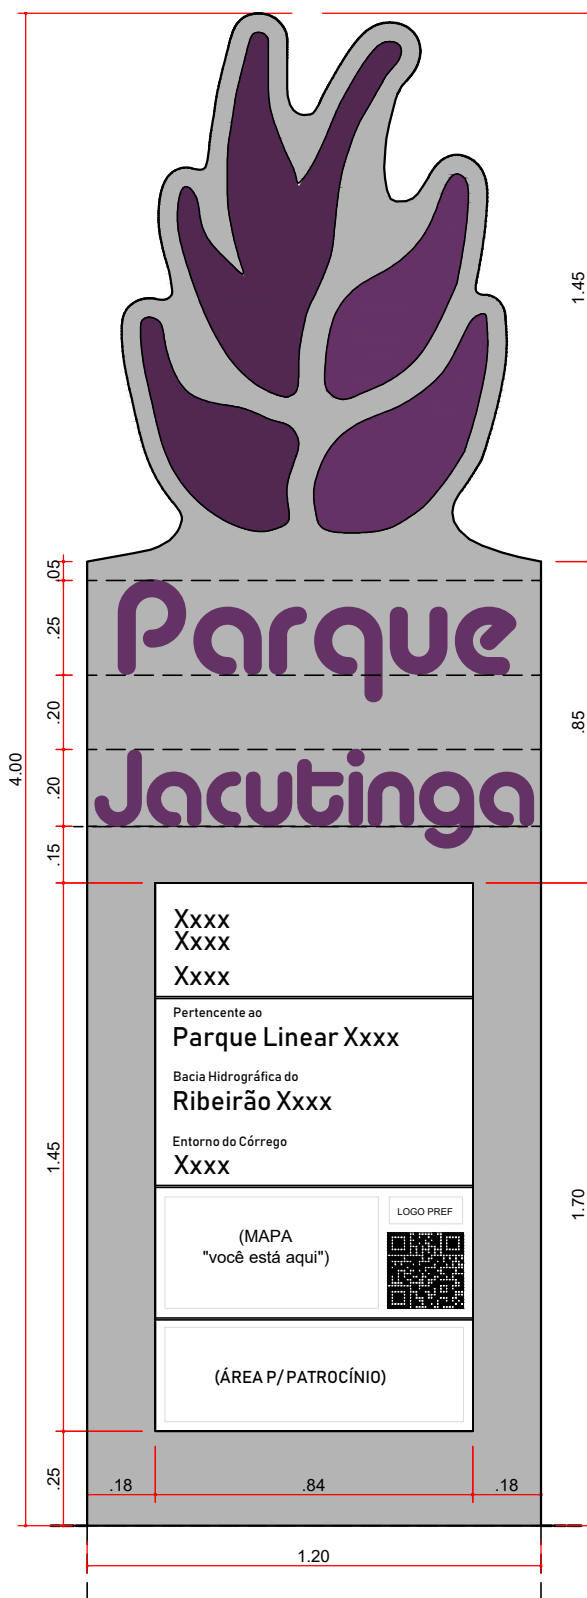 1.45
.05
Parque
.25
.20
.85
4.00
Jacutinga
.20
.15
Xxxx
Xxxx
Xxxx
Pertencente ao
Parque Linear Xxxx
Bacia Hidrográfica do
Ribeirão Xxxx
Entorno do Córrego
Xxxx
1.45
1.70
LOGO PREF
(MAPA
"você está aqui")
(ÁREA P/ PATROCÍNIO)
.25
.18
.84
.18
1.20